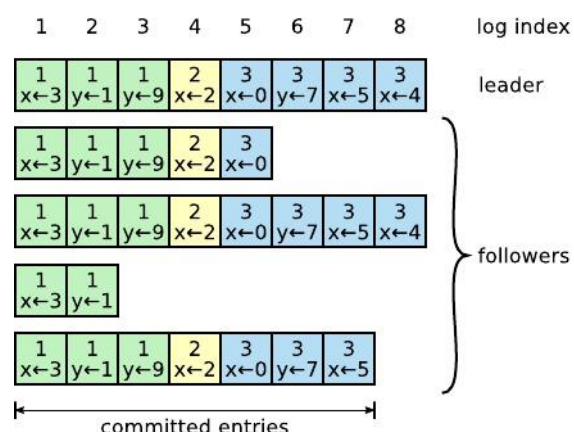 1 2 3 4 5 6 7 8 log index
1 1 1 2 3 3 3 3
x←3 y←1 y←9 x←2 x←0 y←7 x←5 x←4
leader
1 1 1 2 3
x←3 y←1 y←9 x←2 x←0
1 1 1 2 3 3 3 3
x←3 y←1 y←9 x←2 x←0 y←7 x←5 x←4
followers
1 1
x←3 y←1
1 1 1 2 3 3 3
x←3 y←1 y←9 x←2 x←0 y←7 x←5
committed entries